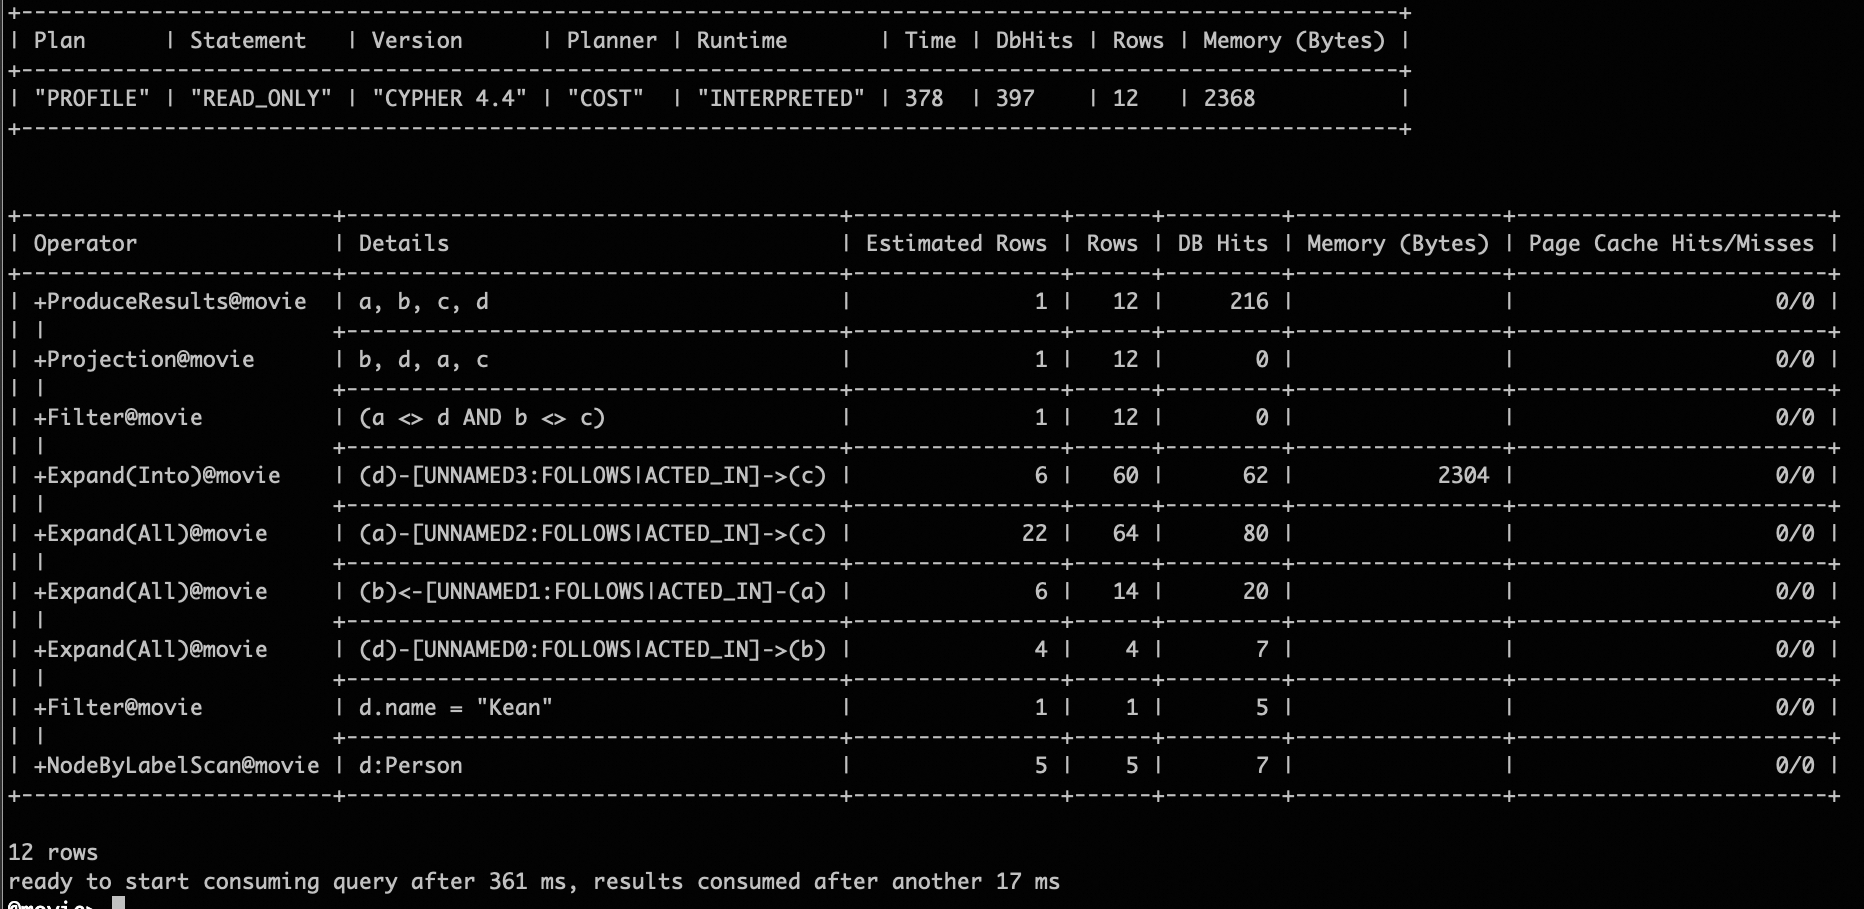 +-----------------------------------------------------------------------------------------------------------+
| Plan      | Statement   | Version      | Planner | Runtime       | Time | DbHits | Rows | Memory (Bytes) |
+-----------------------------------------------------------------------------------------------------------+
| "PROFILE" | "READ_ONLY" | "CYPHER 4.4" | "COST"  | "INTERPRETED" | 378  | 397    | 12   | 2368           |
+-----------------------------------------------------------------------------------------------------------+
+------------------------+--------------------------------------+----------------+------+---------+----------------+------------------------+
| Operator               | Details                              | Estimated Rows | Rows | DB Hits | Memory (Bytes) | Page Cache Hits/Misses |
+------------------------+--------------------------------------+----------------+------+---------+----------------+------------------------+
| +ProduceResults@movie  | a, b, c, d                           |              1 |   12 |     216 |                |                    0/0 |
| |                      +--------------------------------------+----------------+------+---------+----------------+------------------------+
| +Projection@movie      | b, d, a, c                           |              1 |   12 |       0 |                |                    0/0 |
| |                      +--------------------------------------+----------------+------+---------+----------------+------------------------+
| +Filter@movie          | (a <> d AND b <> c)                  |              1 |   12 |       0 |                |                    0/0 |
| |                      +--------------------------------------+----------------+------+---------+----------------+------------------------+
| +Expand(Into)@movie    | (d)-[UNNAMED3:FOLLOWS|ACTED_IN]->(c) |              6 |   60 |      62 |           2304 |                    0/0 |
| |                      +--------------------------------------+----------------+------+---------+----------------+------------------------+
| +Expand(All)@movie     | (a)-[UNNAMED2:FOLLOWS|ACTED_IN]->(c) |             22 |   64 |      80 |                |                    0/0 |
| |                      +--------------------------------------+----------------+------+---------+----------------+------------------------+
| +Expand(All)@movie     | (b)<-[UNNAMED1:FOLLOWS|ACTED_IN]-(a) |              6 |   14 |      20 |                |                    0/0 |
| |                      +--------------------------------------+----------------+------+---------+----------------+------------------------+
| +Expand(All)@movie     | (d)-[UNNAMED0:FOLLOWS|ACTED_IN]->(b) |              4 |    4 |       7 |                |                    0/0 |
| |                      +--------------------------------------+----------------+------+---------+----------------+------------------------+
| +Filter@movie          | d.name = "Kean"                      |              1 |    1 |       5 |                |                    0/0 |
| |                      +--------------------------------------+----------------+------+---------+----------------+------------------------+
| +NodeByLabelScan@movie | d:Person                             |              5 |    5 |       7 |                |                    0/0 |
+------------------------+--------------------------------------+----------------+------+---------+----------------+------------------------+
12 rows
ready to start consuming query after 361 ms, results consumed after another 17 ms
@movie>